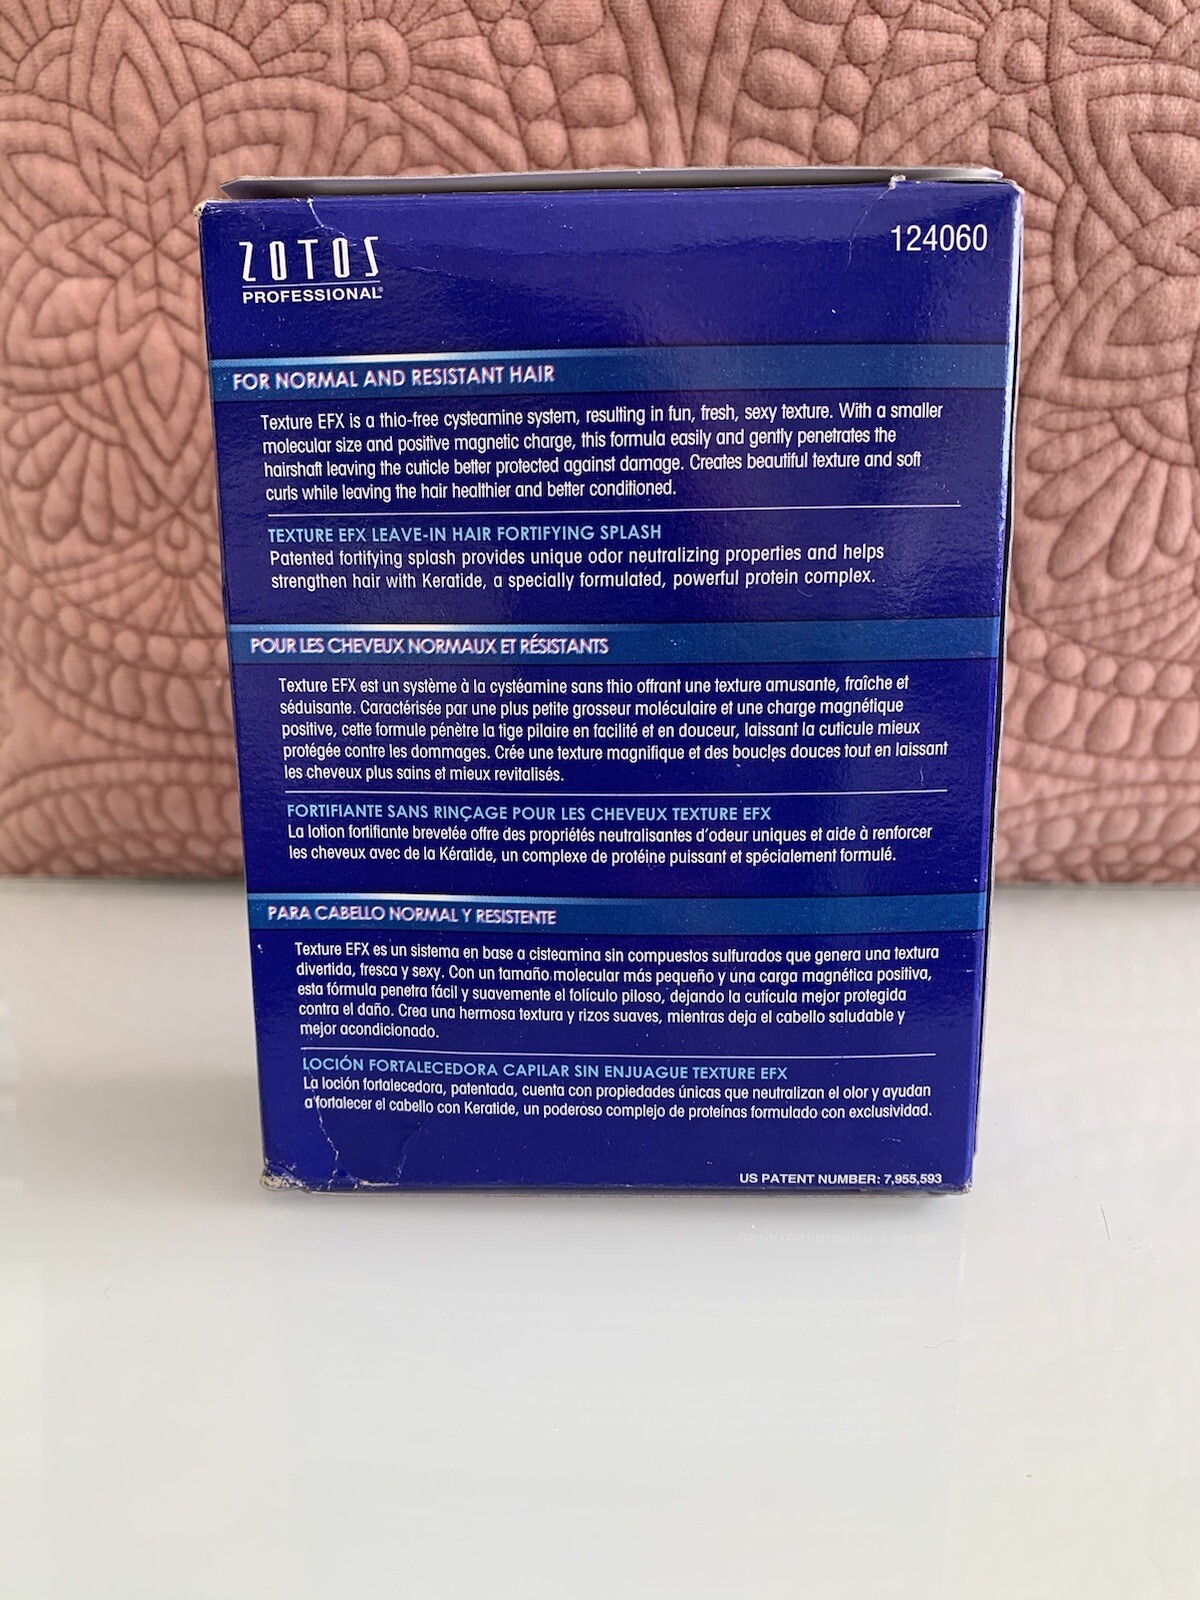 ZOTOS
PROFESSIONAL®
124060
FOR NORMAL AND RESISTANT HAIR
Texture EFX is a thio-free cysteamine system, resulting in fun, fresh, sexy texture. With a smaller
molecular size and positive magnetic charge, this formula easily and gently penetrates the
hairshaft leaving the cuticle better protected against damage. Creates beautiful texture and soft
curls while leaving the hair healthier and better conditioned.
TEXTURE EFX LEAVE-IN HAIR FORTIFYING SPLASH
Patented fortifying splash provides unique odor neutralizing properties and helps
strengthen hair with Keratide, a specially formulated, powerful protein complex.
POUR LES CHEVEUX NORMAUX ET RÉSISTANTS
Texture EFX est un système à la cystéamine sans thio offrant une texture amusante, fraîche et
séduisante. Caractérisée par une plus petite grosseur moléculaire et une charge magnétique
positive, cette formule pénètre la tige pilaire en facilité et en douceur, laissant la cuticule mieux
protégée contre les dommages. Crée une texture magnifique et des boucles douces tout en laissant
les cheveux plus sains et mieux revitalisés.
FORTIFIANTE SANS RINÇAGE POUR LES CHEVEUX TEXTURE EFX
La lotion fortifiante brevetée offre des propriétés neutralisantes d'odeur uniques et aide à renforcer
les cheveux avec de la Kératide, un complexe de protéine puissant et spécialement formulé.
PARA CABELLO NORMAL Y RESISTENTE
Texture EFX es un sistema en base a cisteamina sin compuestos sulfurados que genera una textura
divertida, fresca y sexy. Con un tamaño molecular más pequeño y una carga magnética positiva,
esta fórmula penetra fácil y suavemente el folículo piloso, dejando la cutícula mejor protegida
contra el daño. Crea una hermosa textura y rizos suaves, mientras deja el cabello saludable y
mejor acondicionado.
LOCIÓN FORTALECEDORA CAPILAR SIN ENJUAGUE TEXTURE EFX
La loción fortalecedora, patentada, cuenta con propiedades únicas que neutralizan el olor y ayudan
a fortalecer el cabello con Keratide, un poderoso complejo de proteínas formulado con exclusividad.
US PATENT NUMBER: 7,955,593